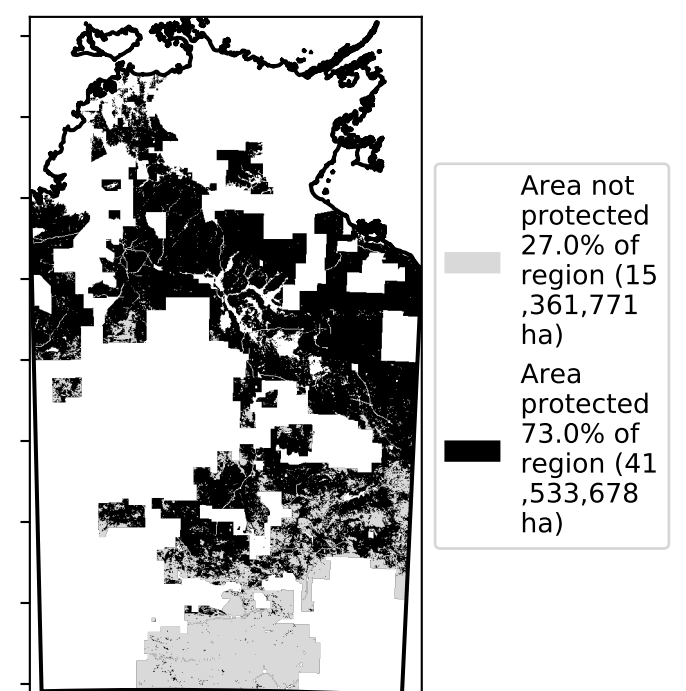 Area not
protected
27.0% of
region (15
,361,771
ha)
Area
protected
73.0% of
region (41
,533,678
ha)